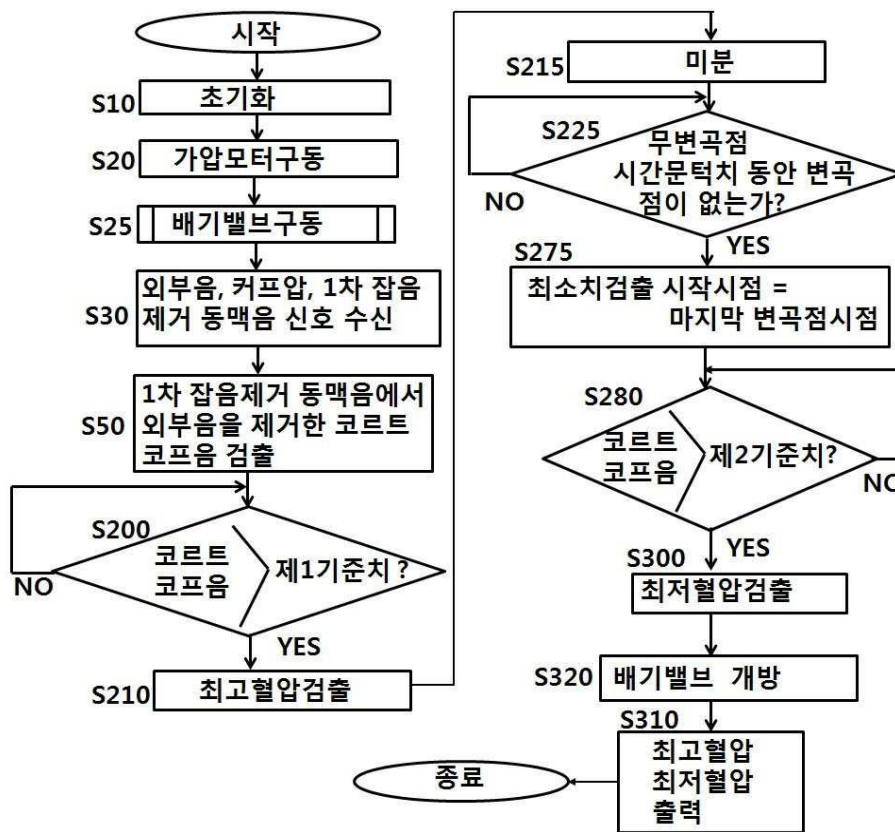 시작
S10
초기화
S20
가압모터구동
S25
배기밸브구동
S30
외부음, 커프압, 1차 잡음
제거 동맥음 신호 수신
S50
1차 잡음제거 동맥음에서
외부음을 제거한 코르트
코프음 검출
S200
코르트
코프음
제1기준치 ?
NO
YES
S210
최고혈압검출
S215
미분
S225
무변곡점
시간문턱치 동안 변곡
점이 없는가?
NO
YES
S275
최소치검출 시작시점 =
마지막 변곡점시점
S280
코르트
코프음
제2기준치?
NO
YES
S300
최저혈압검출
S320
배기밸브 개방
S310
최고혈압
최저혈압
출력
종료